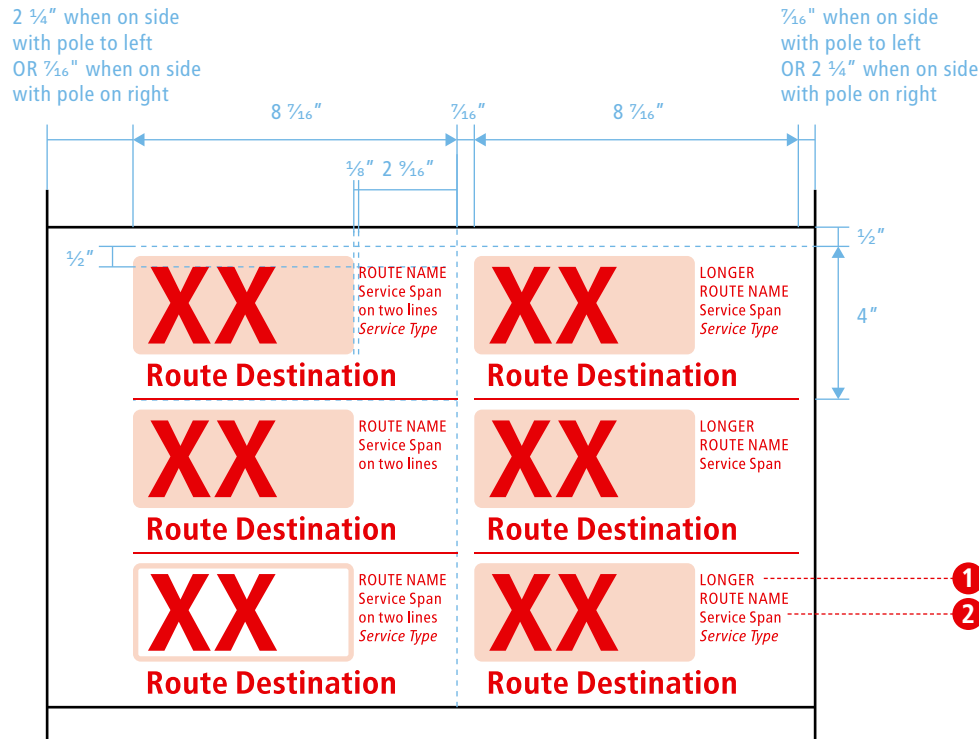 2 ¼” when on side
with pole to left
OR ⁷⁄₁₆" when on side
with pole on right
⁷⁄₁₆” when on side
with pole to left
OR 2 ¼” when on side
with pole on right
8 ⁷⁄₁₆”
⁷⁄₁₆”
8 ⁷⁄₁₆”
⅛” 2 ⁹⁄₁₆”
½”
½”
4”
XX
ROUTE NAME
Service Span
on two lines
Service Type
Route Destination
XX
LONGER
ROUTE NAME
Service Span
Service Type
Route Destination
XX
ROUTE NAME
Service Span
on two lines
Route Destination
XX
LONGER
ROUTE NAME
Service Span
Route Destination
XX
ROUTE NAME
Service Span
on two lines
Service Type
Route Destination
XX
LONGER
ROUTE NAME
Service Span
Service Type
Route Destination
1
2